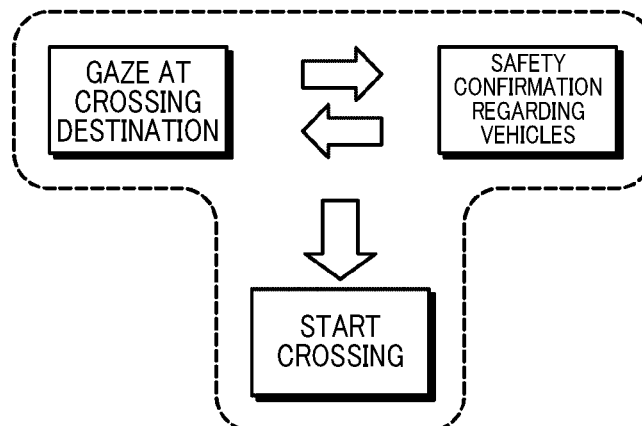 GAZE AT
CROSSING
DESTINATION
SAFETY
CONFIRMATION
REGARDING
VEHICLES
START
CROSSING